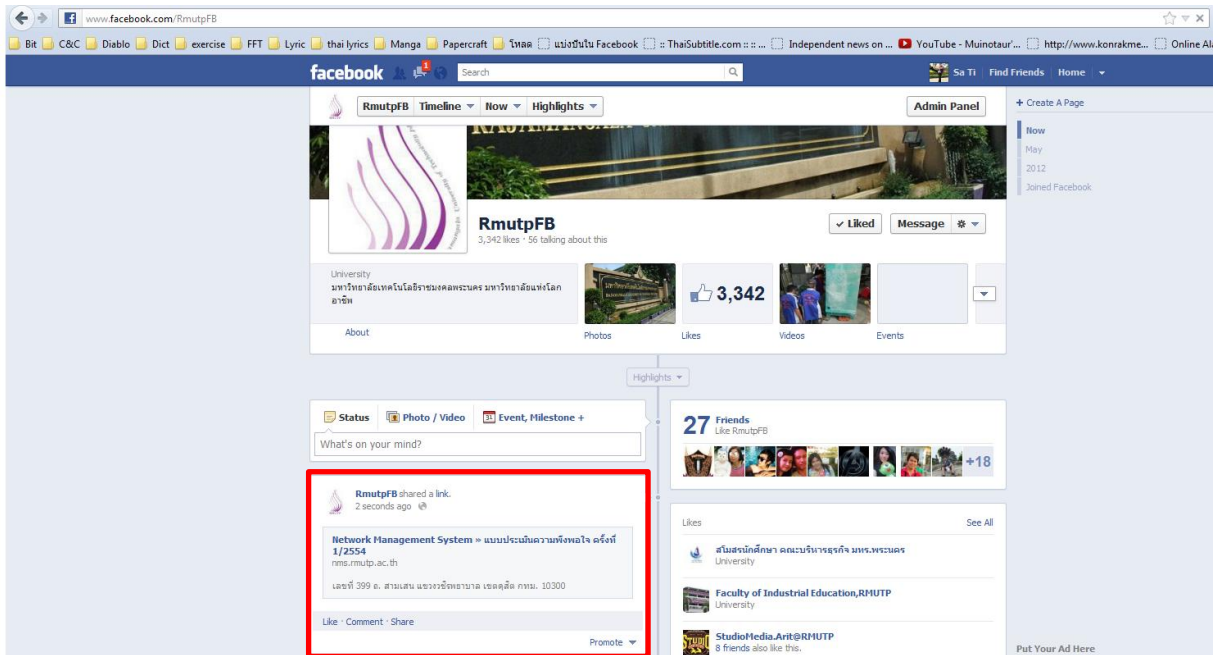 www.facebook.com/RmutpFB
Bit C&C Diablo Dict exercise FFT Lyric thai lyrics Manga Papercraft โหลด แบ่งปันใน Facebook :: ThaiSubtitle.com :: :: ... Independent news on ... YouTube - Muinotaur'... http://www.konrakme... Online Al
facebook 1 Search Sa Ti Find Friends Home
RmutpFB Timeline Now Highlights Admin Panel
+ Create A Page
Now
May
2012
Joined Facebook
RAJAMANGALA
RmutpFB
3,342 likes · 56 talking about this
✓ Liked Message
University
มหาวิทยาลัยเทคโนโลยีราชมงคลพระนคร มหาวิทยาลัยแห่งโลก
อาชีพ
3,342
About Photos Likes Videos Events
Highlights
Status Photo / Video 31 Event, Milestone +
What's on your mind?
27 Friends
Like RmutpFB
+18
RmutpFB shared a link.
2 seconds ago
Network Management System » แบบประเมินความพึงพอใจ ครั้งที่
1/2554
nms.rmutp.ac.th
เลขที่ 399 ถ. สามเสน แขวงวชิรพยาบาล เขตดุสิต กทม. 10300
Like · Comment · Share
Promote
Likes See All
สโมสรนักศึกษา คณะบริหารธุรกิจ มทร.พระนคร
University
Faculty of Industrial Education,RMUTP
University
STUDIO
StudioMedia.Arit@RMUTP
8 friends also like this.
Put Your Ad Here